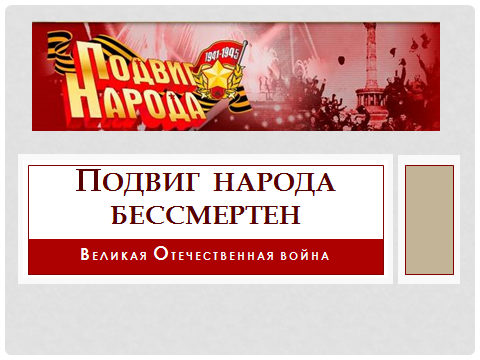 ПОДВИГ
НАРОДА
1941-1945
ПОДВИГ НАРОДА
БЕССМЕРТЕН
ВЕЛИКАЯ ОТЕЧЕСТВЕННАЯ ВОЙНА